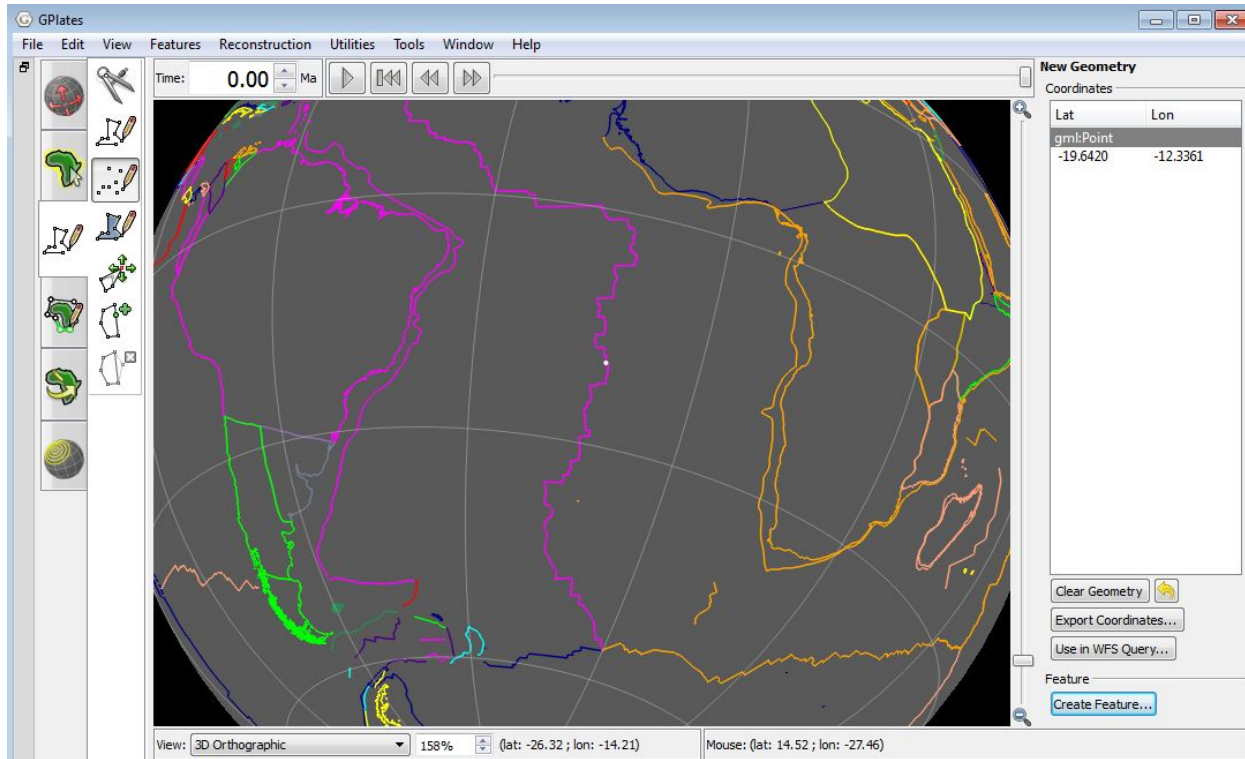 GPlates
File Edit View Features Reconstruction Utilities Tools Window Help
Time: 0.00 Ma
New Geometry
Coordinates
Lat Lon
gml:Point
-19.6420 -12.3361
Clear Geometry
Export Coordinates...
Use in WFS Query...
Feature
Create Feature...
View: 3D Orthographic 158% (lat: -26.32 ; lon: -14.21) Mouse: (lat: 14.52 ; lon: -27.46)